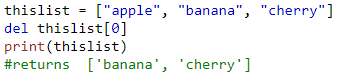 thislist = ["apple", "banana", "cherry"]
del thislist[0]
print(thislist)
#returns  ['banana', 'cherry']